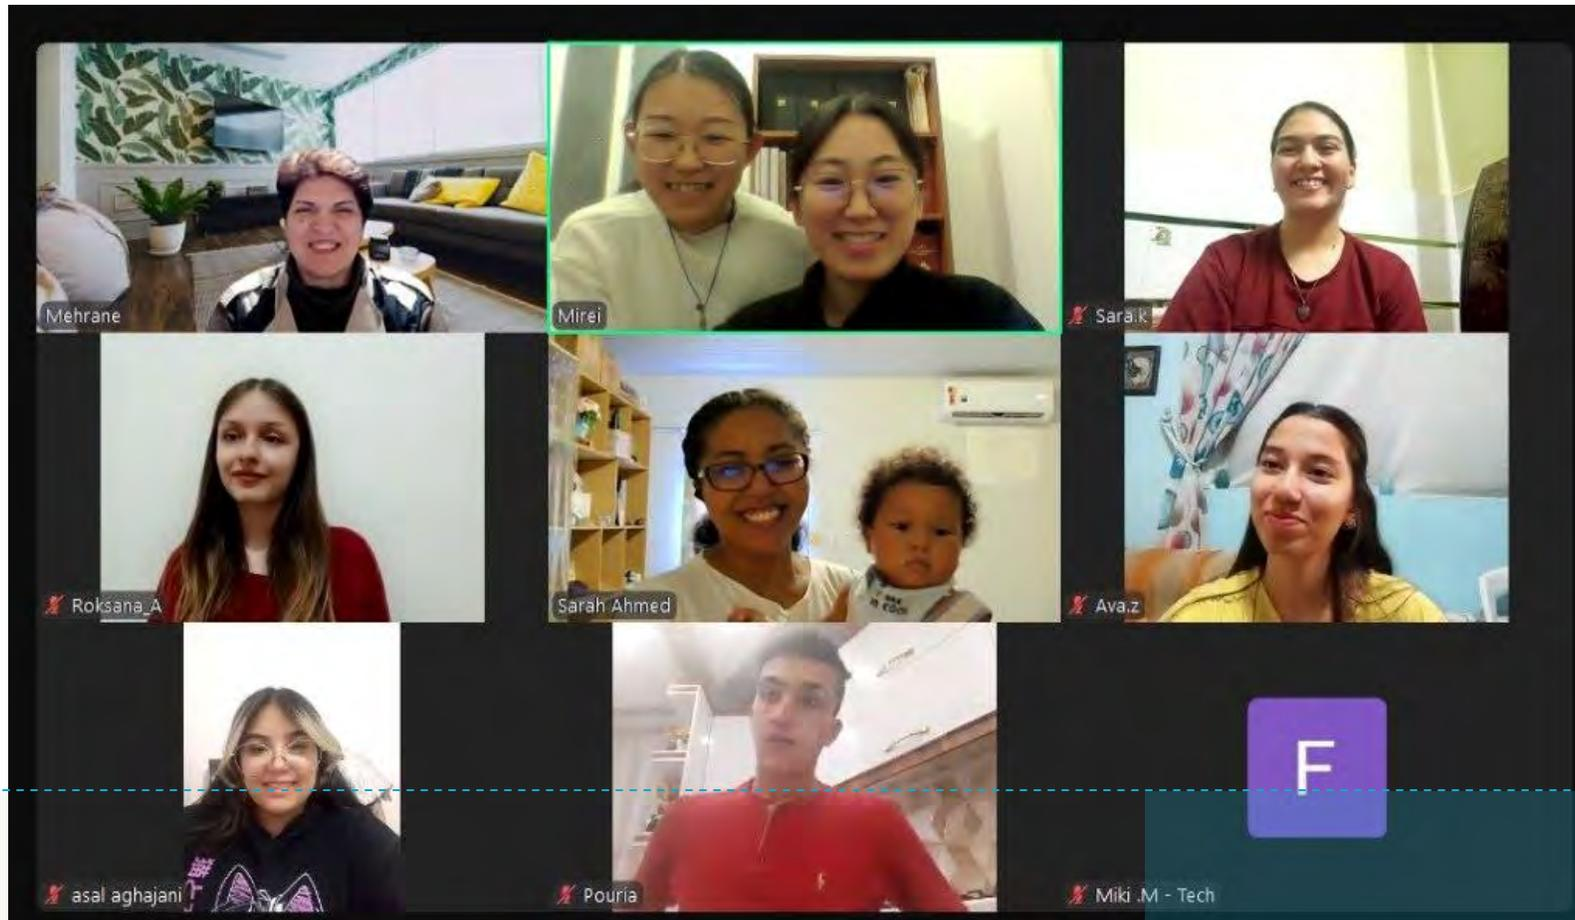 Mehrane
Mirei
Sara.k
Roksana_A
Sarah Ahmed
Ava.z
asal aghajani
Pouria
F
Miki .M - Tech